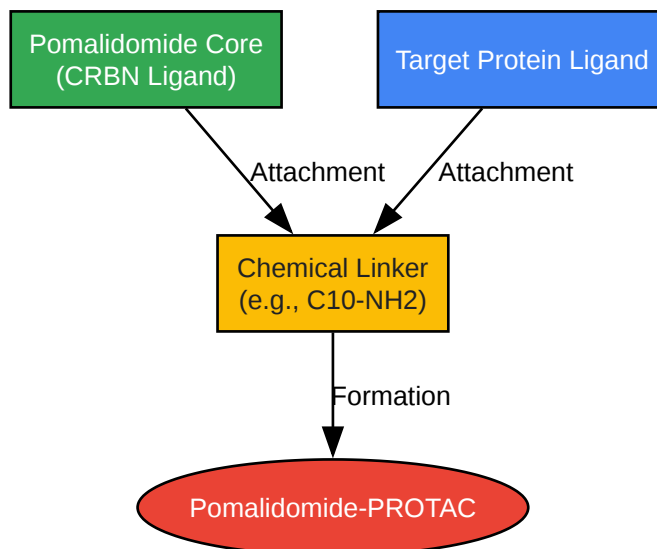 Pomalidomide Core
(CRBN Ligand)
Target Protein Ligand
Attachment
Attachment
Chemical Linker
(e.g., C10-NH2)
Formation
Pomalidomide-PROTAC